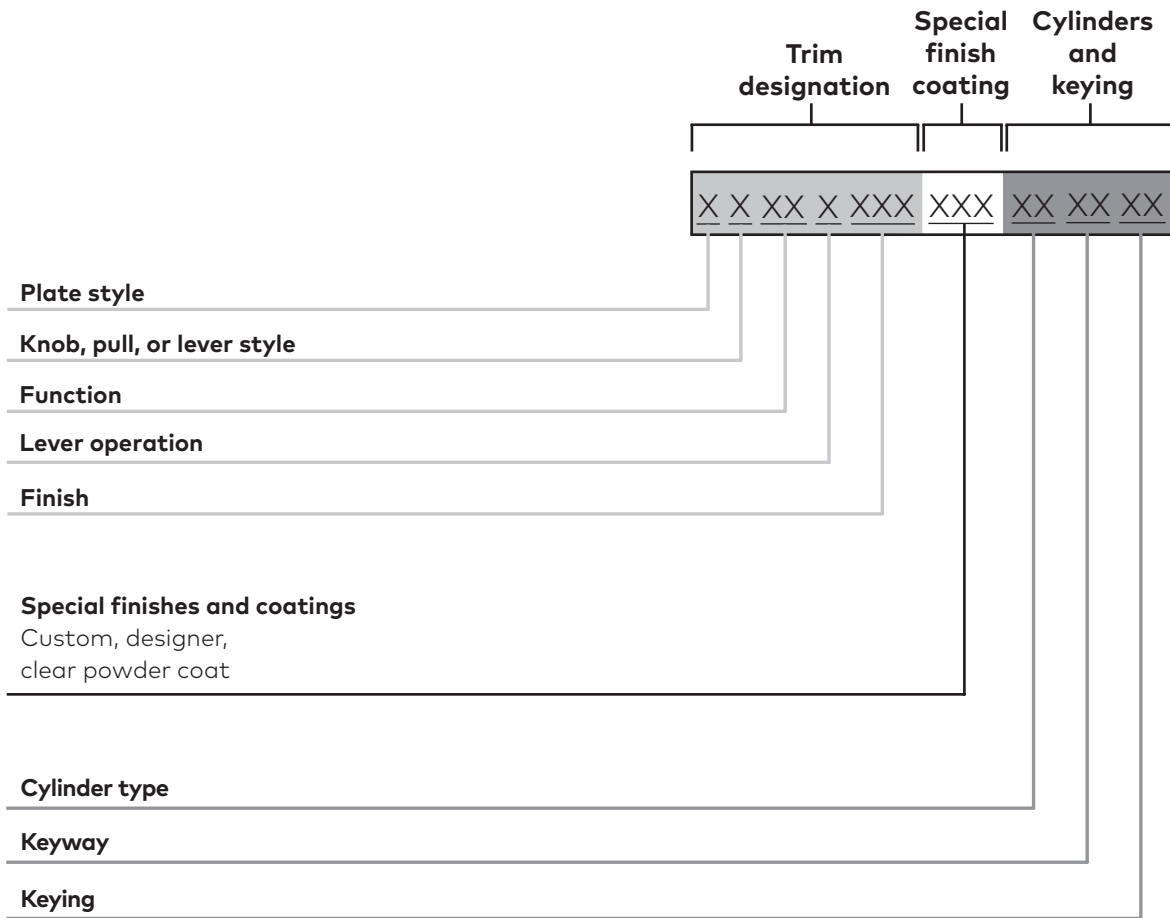 Trim
designation
Special
finish
coating
Cylinders
and
keying
X X XX X XXX XXX XX XX XX
Plate style
Knob, pull, or lever style
Function
Lever operation
Finish
Special finishes and coatings
Custom, designer,
clear powder coat
Cylinder type
Keyway
Keying